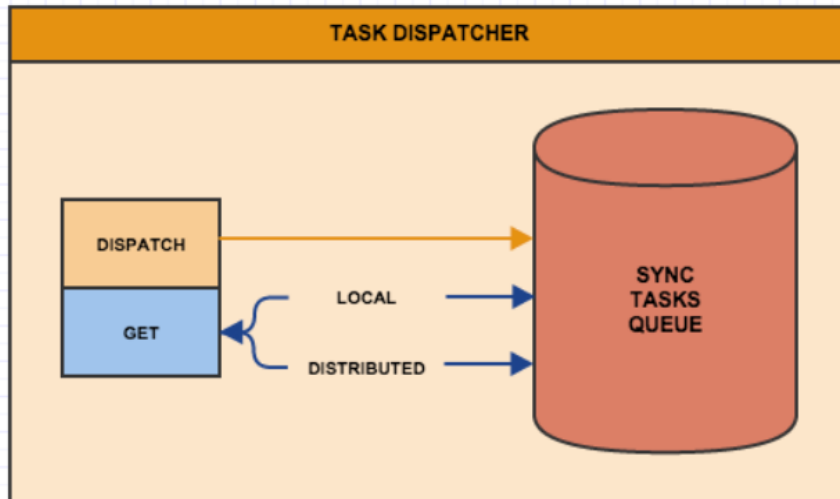 TASK DISPATCHER
DISPATCH
GET
LOCAL
DISTRIBUTED
SYNC
TASKS
QUEUE